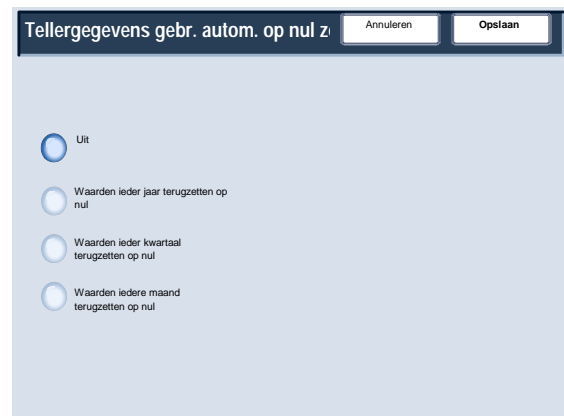 Tellergegevens gebr. autom. op nul z
Annuleren
Opslaan
Uit
Waarden ieder jaar terugzetten op
nul
Waarden ieder kwartaal
terugzetten op nul
Waarden iedere maand
terugzetten op nul